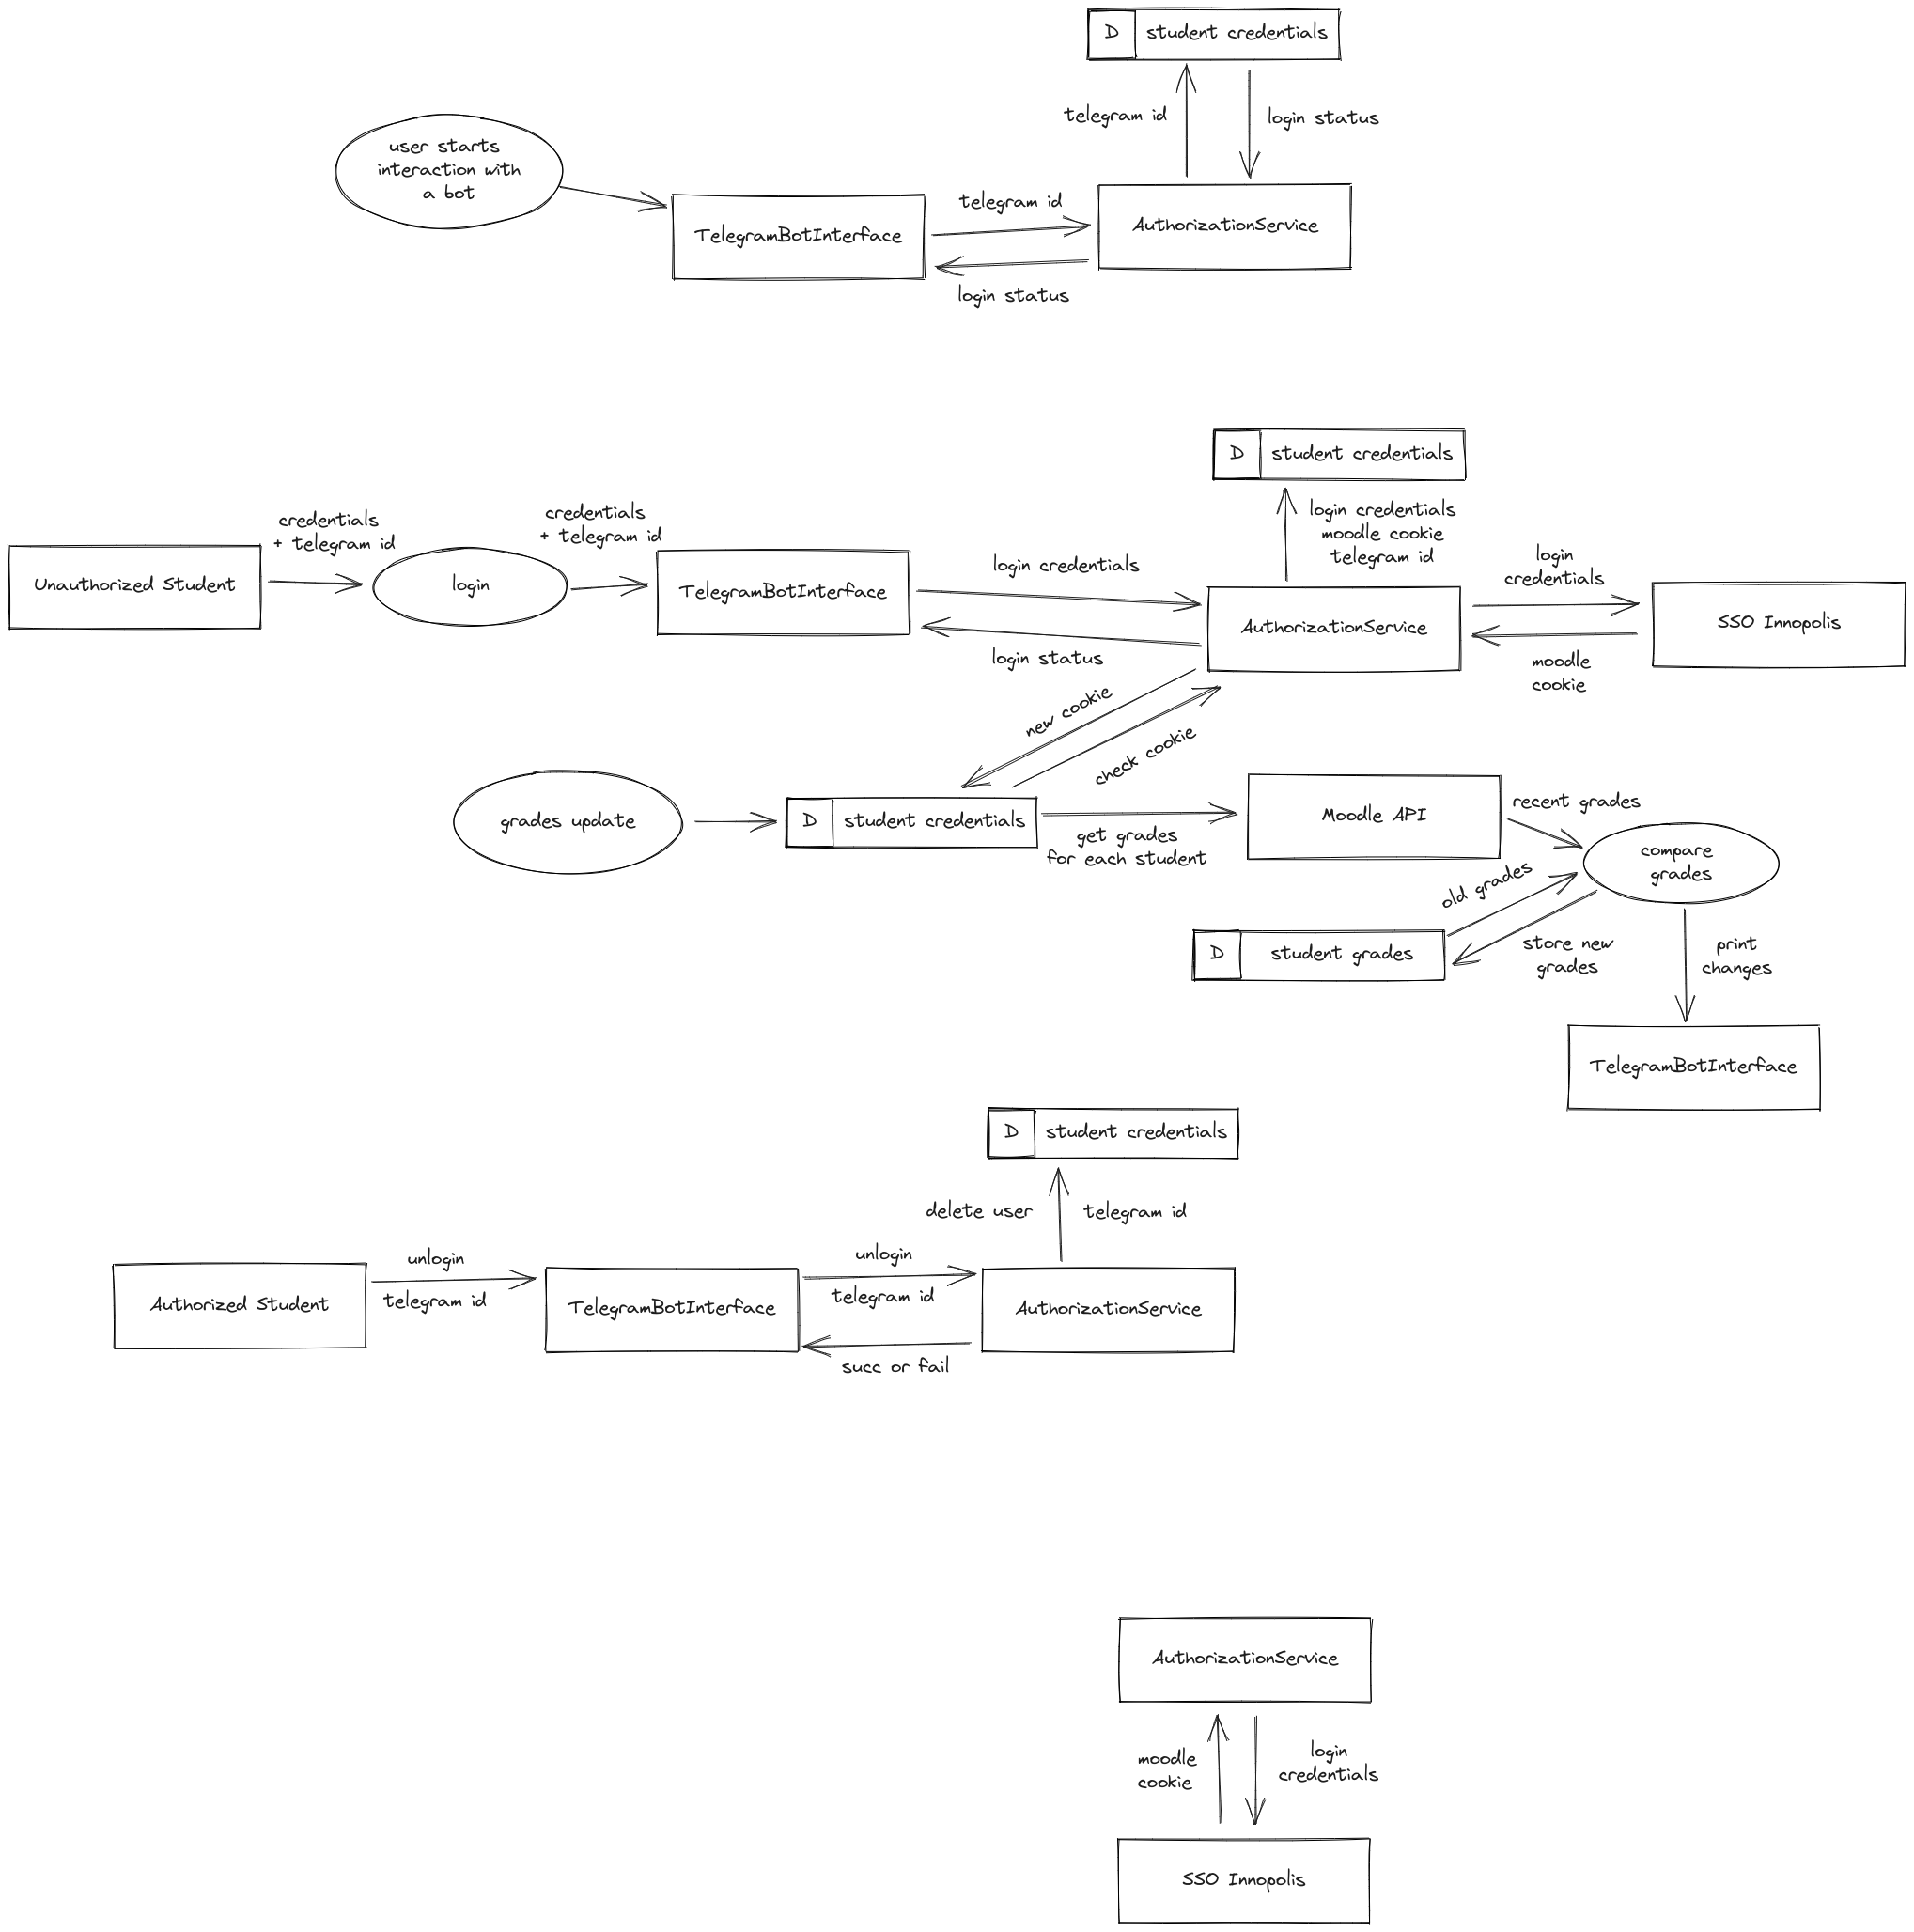 D
student credentials
telegram id
login status
user starts
interaction with
a bot
TelegramBotInterface
telegram id
login status
AuthorizationService
D
student credentials
login credentials
moodle cookie
telegram id
Unauthorized Student
credentials
+ telegram id
login
credentials
+ telegram id
TelegramBotInterface
login credentials
login status
AuthorizationService
login
credentials
moodle
cookie
SSO Innopolis
new cookie
check cookie
grades update
D
student credentials
get grades
for each student
Moodle API
recent grades
compare
grades
old grades
store new
grades
D
student grades
print
changes
TelegramBotInterface
D
student credentials
delete user
telegram id
Authorized Student
unlogin
telegram id
TelegramBotInterface
unlogin
telegram id
succ or fail
AuthorizationService
AuthorizationService
moodle
cookie
login
credentials
SSO Innopolis